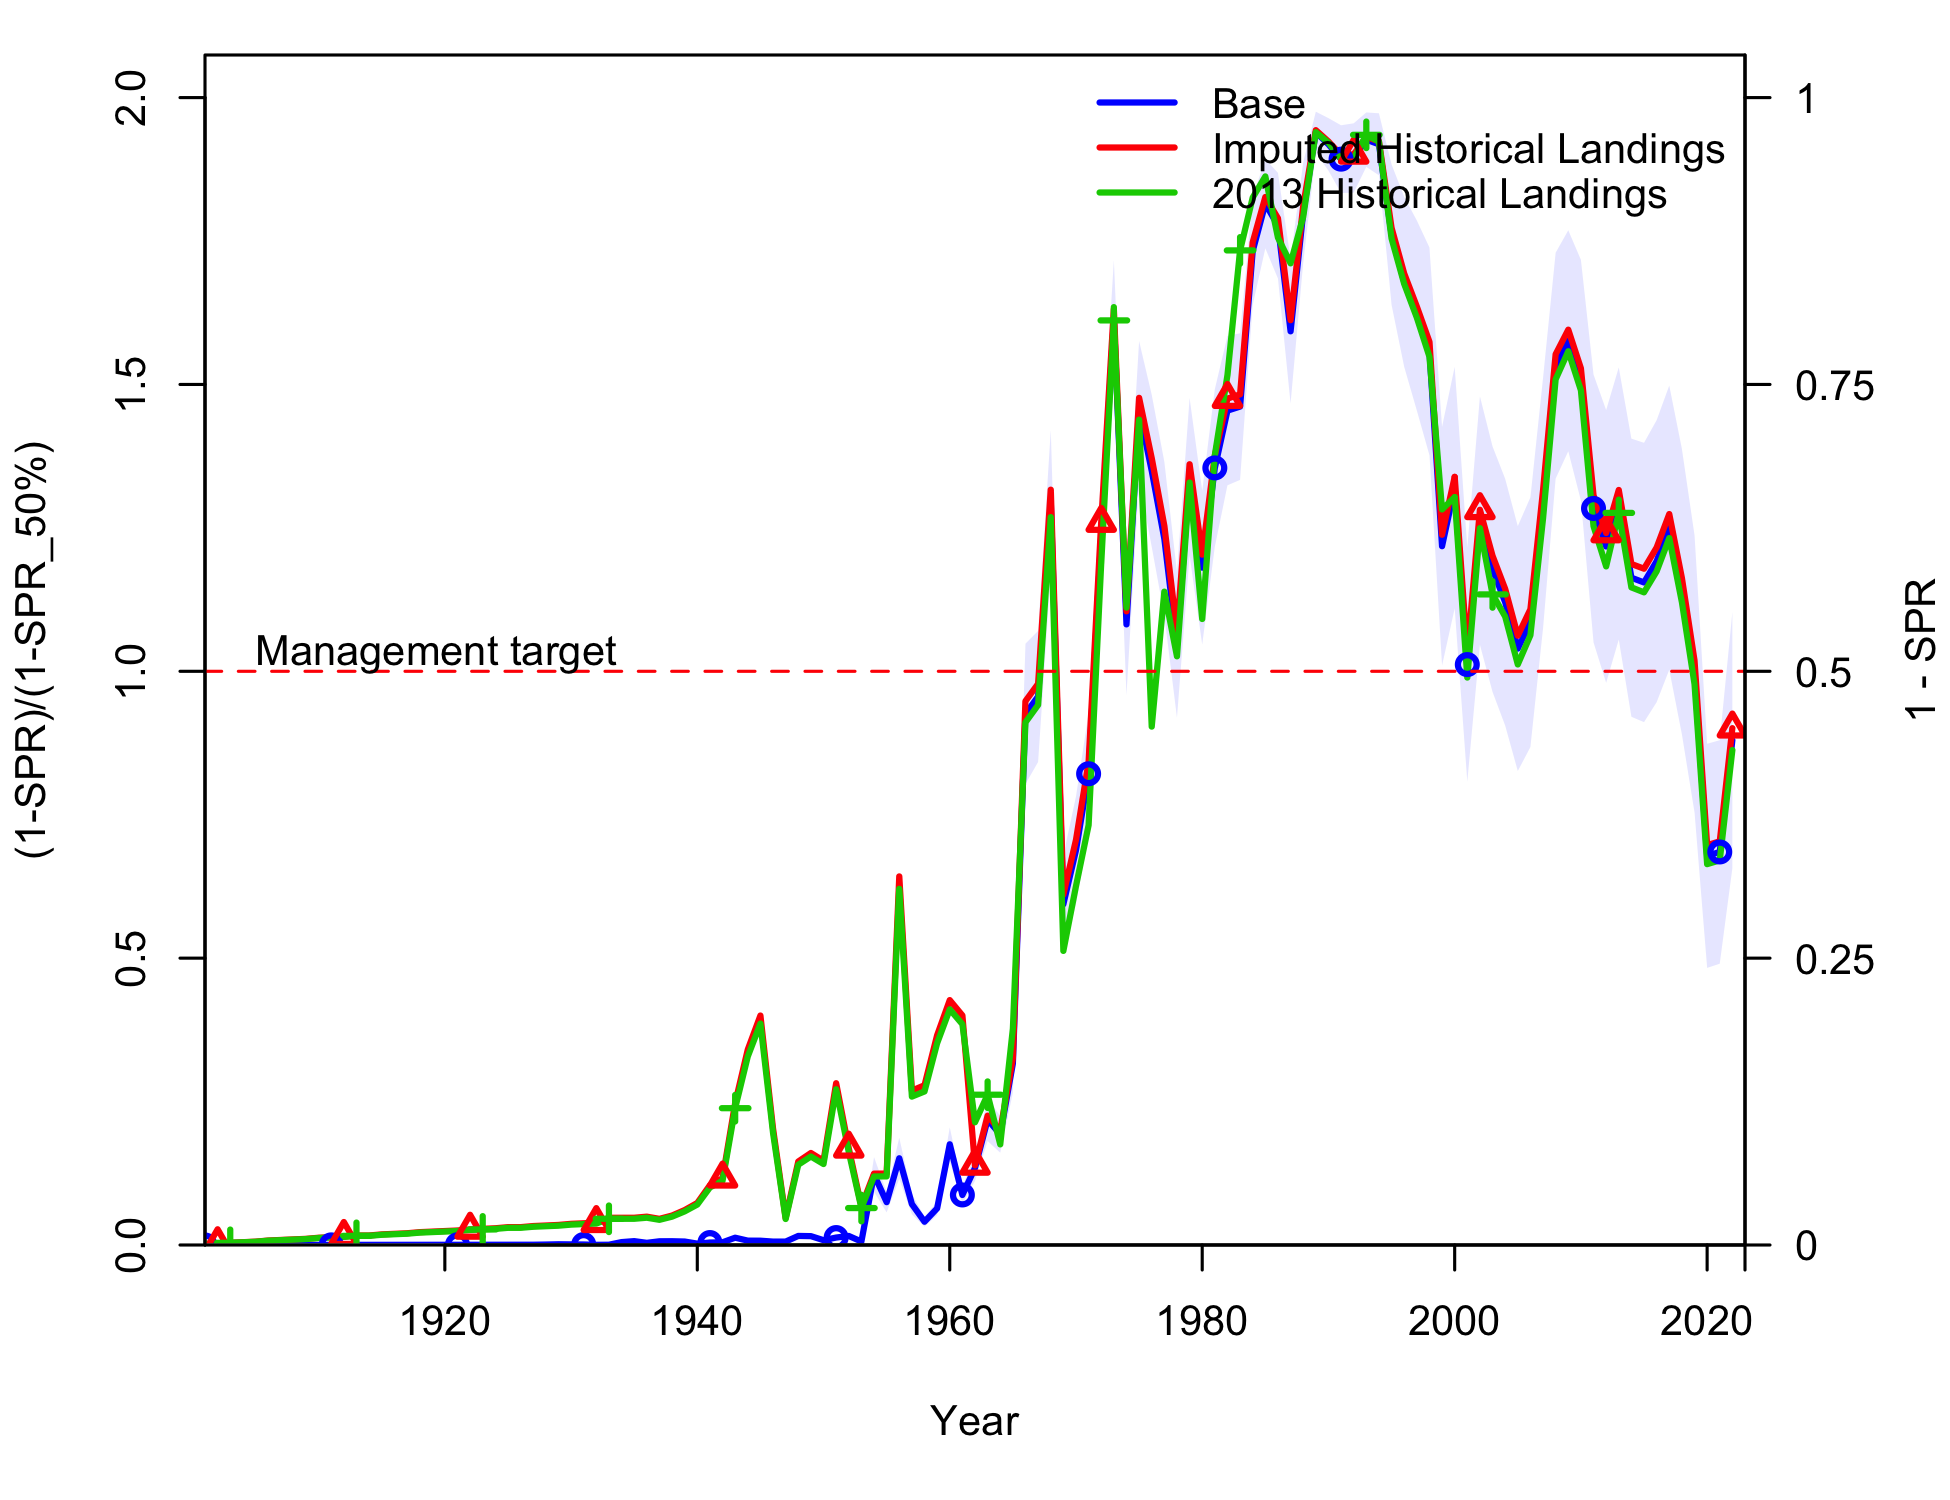 Base
Imputed Historical Landings
2013 Historical Landings
2.0
1.5
1.0
0.5
0.0
(1-SPR)/(1-SPR_50%)
Management target
1
0.75
0.5
0.25
0
1 - SPR
1920
1940
1960
1980
2000
2020
Year